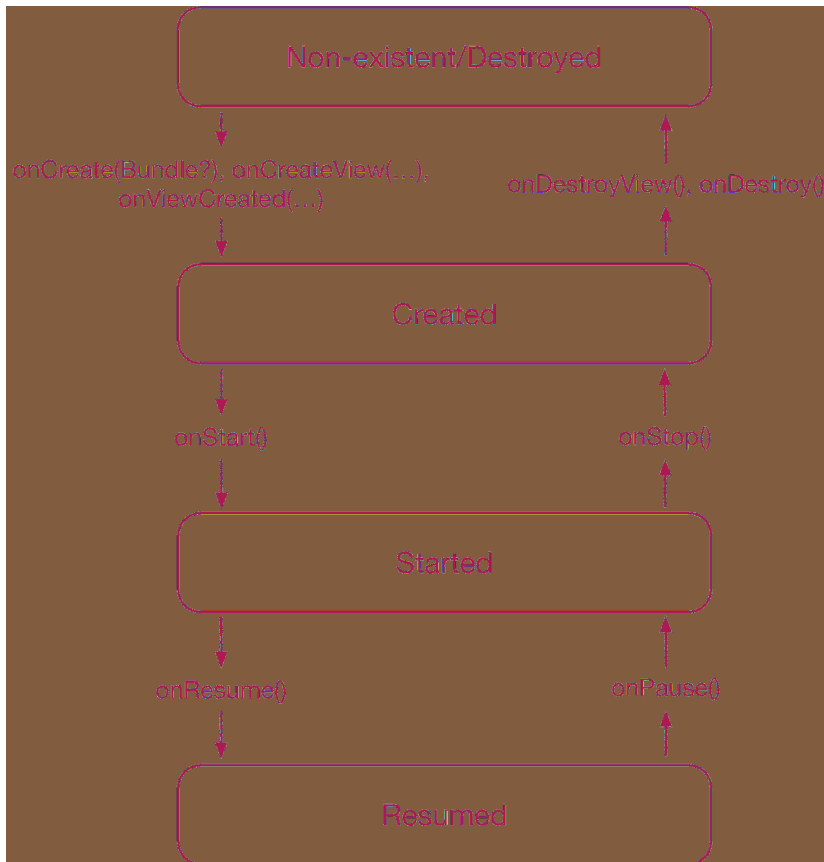 Non-existent/Destroyed
onCreate(Bundle?), onCreateView(...),
onViewCreated(...)
onDestroyView(), onDestroy()
Created
onStart()
onStop()
Started
onResume()
onPause()
Resumed